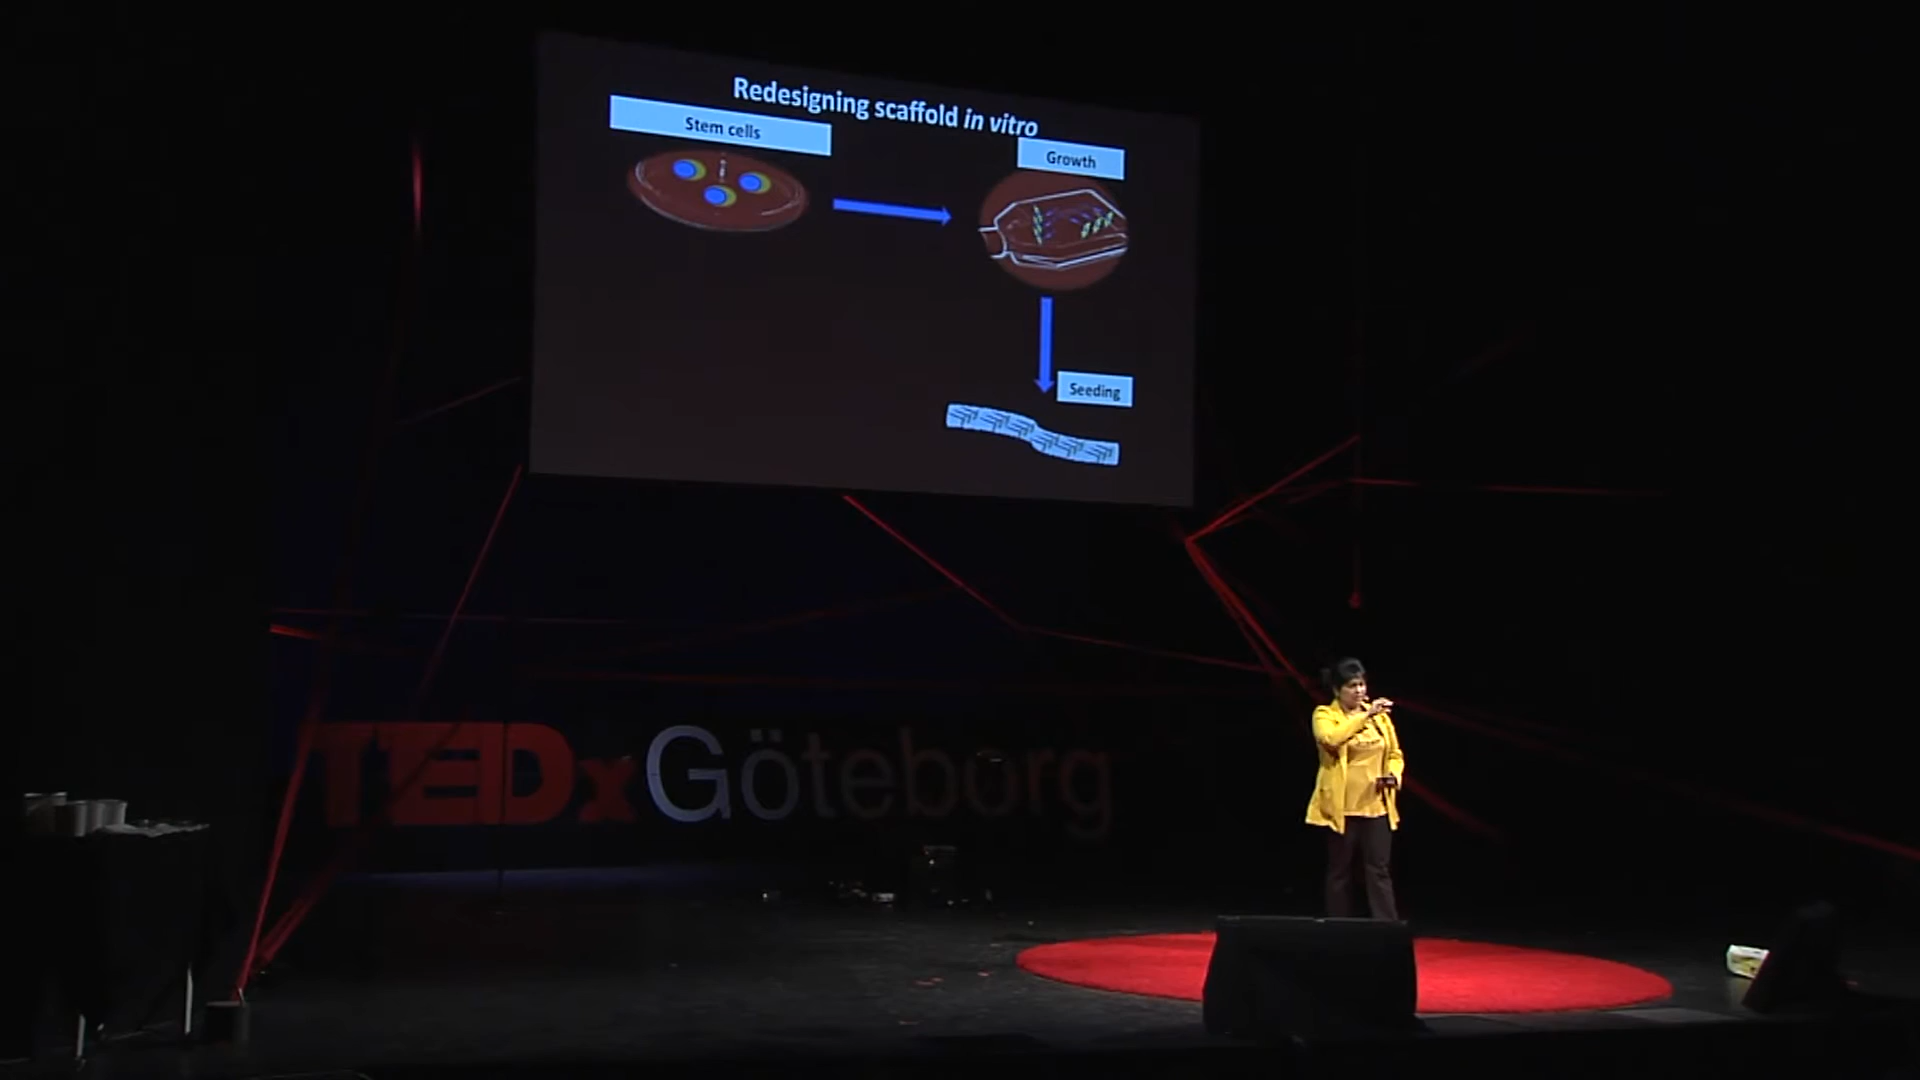 Redesigning scaffold in vitro
Stem cells
Growth
Seeding
TEDxGöteborg